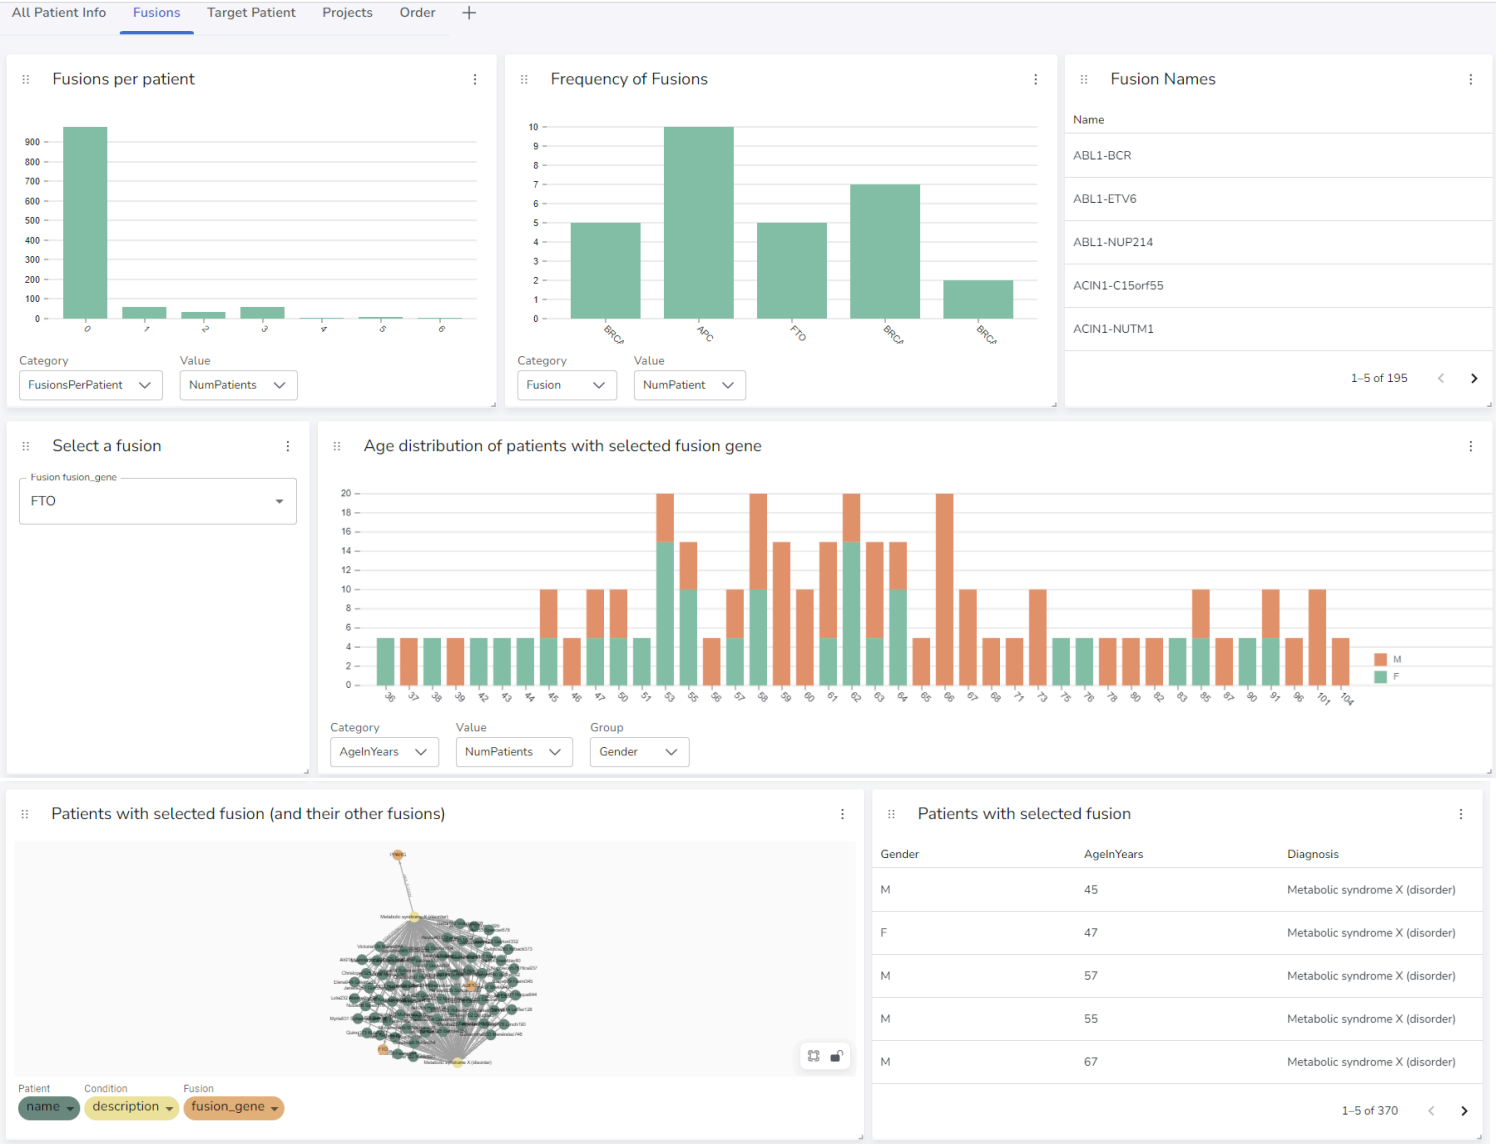 All Patient Info Fusions Target Patient Projects Order +
Fusions per patient
900
800
700
600
500
400
300
200
100
0
0 1 2 3 4 5 6
Category Value
FusionsPerPatient NumPatients
Frequency of Fusions
10
9
8
7
6
5
4
3
2
1
0
BRCA APC FTO BRCA BRCA
Category Value
Fusion NumPatient
Fusion Names
Name
ABL1-BCR
ABL1-ETV6
ABL1-NUP214
ACIN1-C15orf55
ACIN1-NUTM1
1–5 of 195
Select a fusion
Fusion fusion_gene
FTO
Age distribution of patients with selected fusion gene
20
18
16
14
12
10
8
6
4
2
0
36 37 38 39 42 43 44 45 46 47 50 51 53 55 56 57 58 59 60 61 62 63 64 65 66 67 68 71 73 75 76 78 80 82 83 85 87 90 91 96 101 104
M
F
Category Value Group
AgeInYears NumPatients Gender
Patients with selected fusion (and their other fusions)
Metabolic syndrome X (disorder)
Metabolic syndrome X (disorder)
Patient Condition Fusion
name description fusion_gene
Patients with selected fusion
Gender AgeInYears Diagnosis
M 45 Metabolic syndrome X (disorder)
F 47 Metabolic syndrome X (disorder)
M 57 Metabolic syndrome X (disorder)
M 55 Metabolic syndrome X (disorder)
M 67 Metabolic syndrome X (disorder)
1–5 of 370